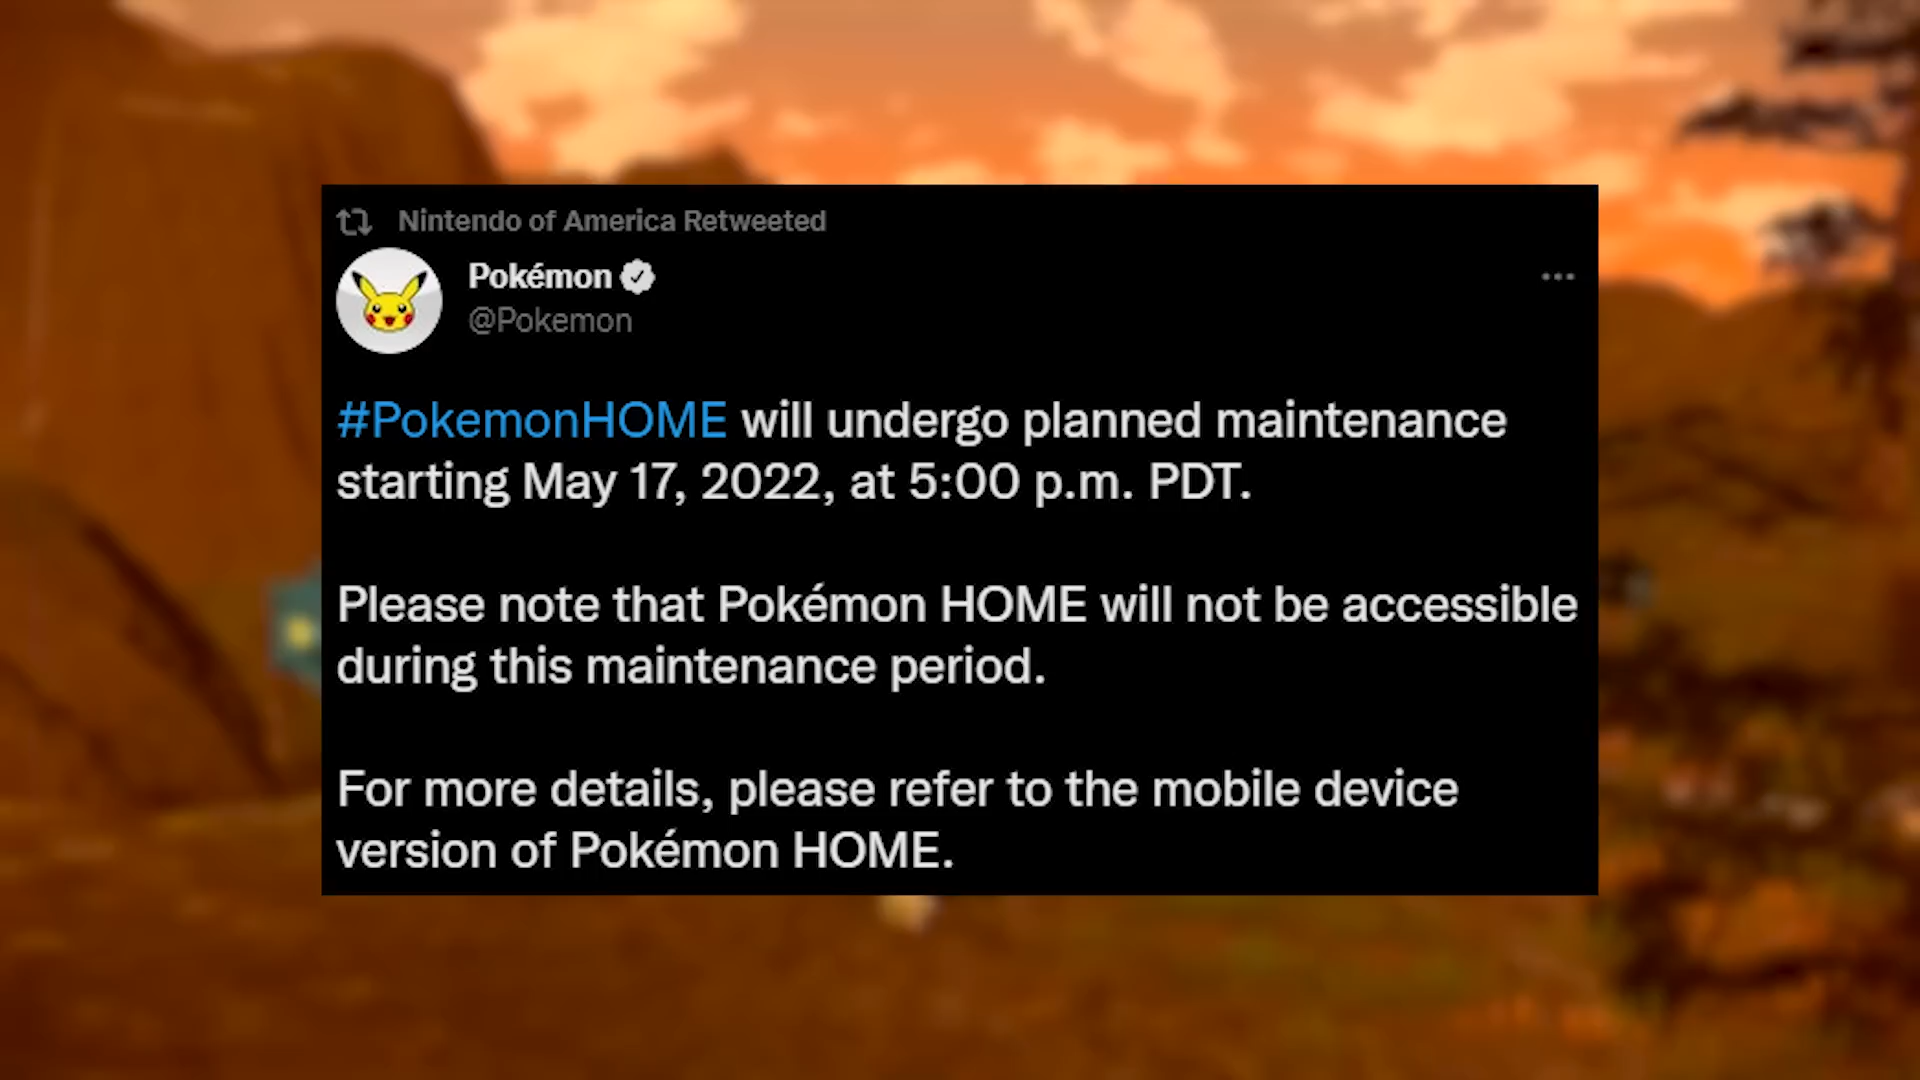 Nintendo of America Retweeted
Pokémon
@Pokemon
#PokemonHOME will undergo planned maintenance
starting May 17, 2022, at 5:00 p.m. PDT.
Please note that Pokémon HOME will not be accessible
during this maintenance period.
For more details, please refer to the mobile device
version of Pokémon HOME.